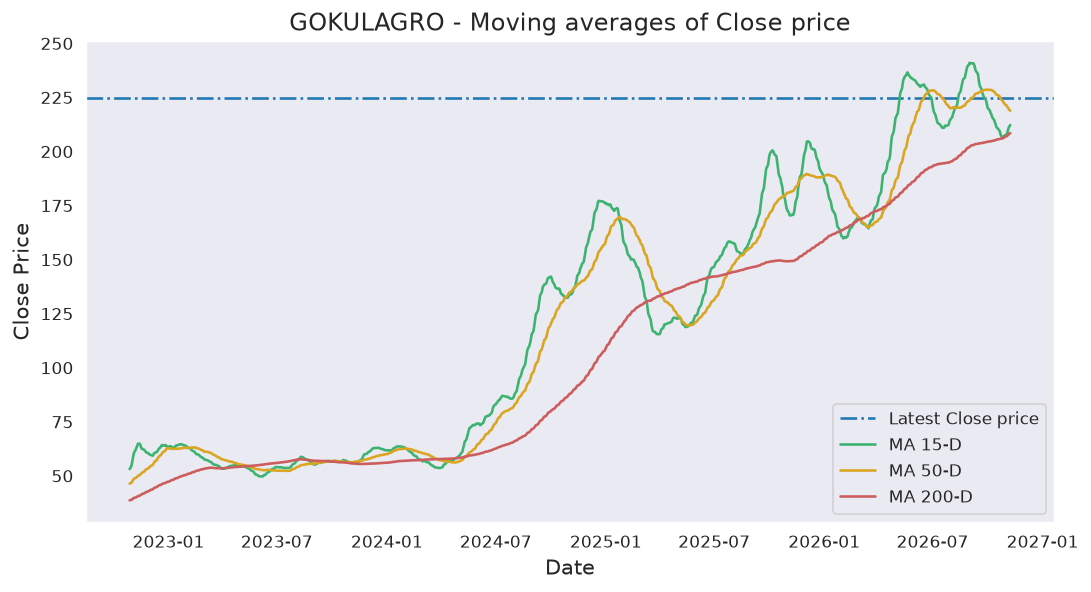 GOKULAGRO - Moving averages of Close price
Close Price
250
225
200
175
150
125
100
75
50
Latest Close price
MA 15-D
MA 50-D
MA 200-D
2023-01 2023-07 2024-01 2024-07 2025-01 2025-07 2026-01 2026-07 2027-01
Date